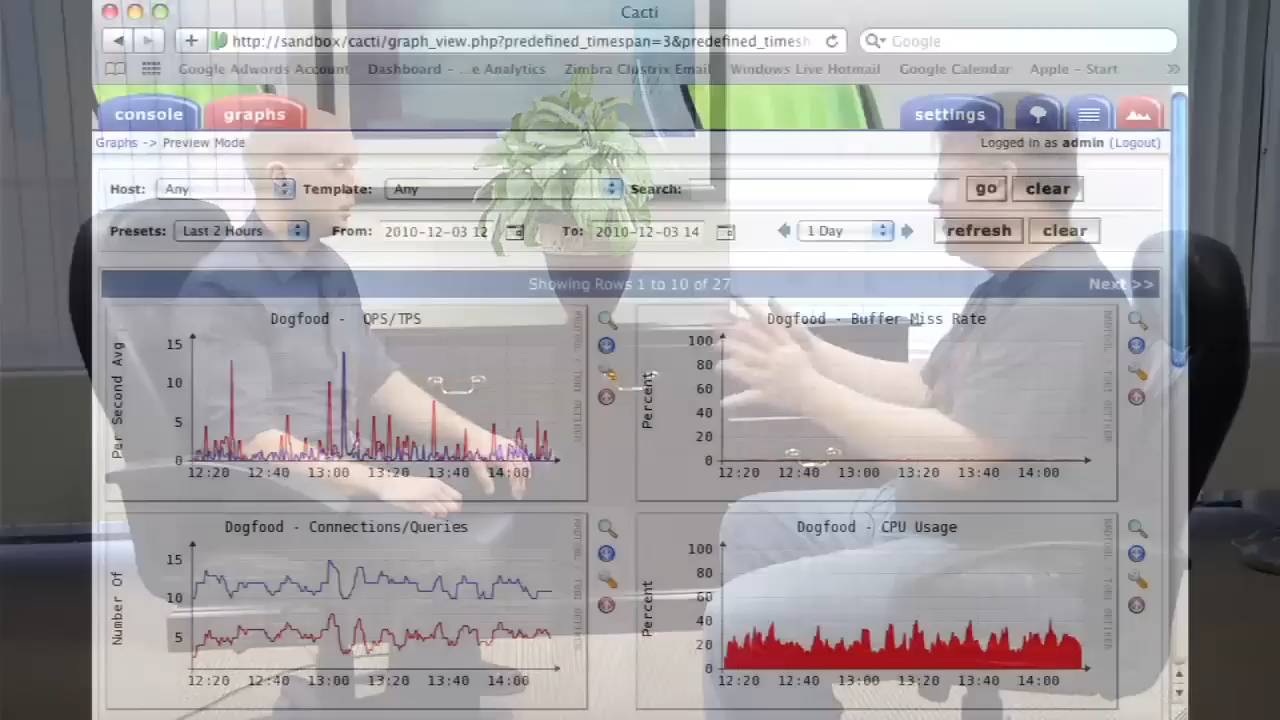 Cacti
http://sandbox/cacti/graph_view.php?predefined_timespan=3&predefined_timesh
Google
Google Adwords Account Dashboard - ...e Analytics Zimbra Clustrix Email Windows Live Hotmail Google Calendar Apple - Start >>
console graphs settings
Graphs -> Preview Mode Logged in as admin (Logout)
Host: Any Template: Any Search: go clear
Presets: Last 2 Hours From: 2010-12-03 12 To: 2010-12-03 14 1 Day refresh clear
Showing Rows 1 to 10 of 27 Next >>
Dogfood - QPS/TPS
Per Second Avg
15
10
5
0
12:20 12:40 13:00 13:20 13:40 14:00
Dogfood - Buffer Miss Rate
Percent
100
80
60
40
20
0
12:20 12:40 13:00 13:20 13:40 14:00
Dogfood - Connections/Queries
Number Of
15
10
5
12:20 12:40 13:00 13:20 13:40 14:00
Dogfood - CPU Usage
Percent
100
80
60
40
20
0
12:20 12:40 13:00 13:20 13:40 14:00